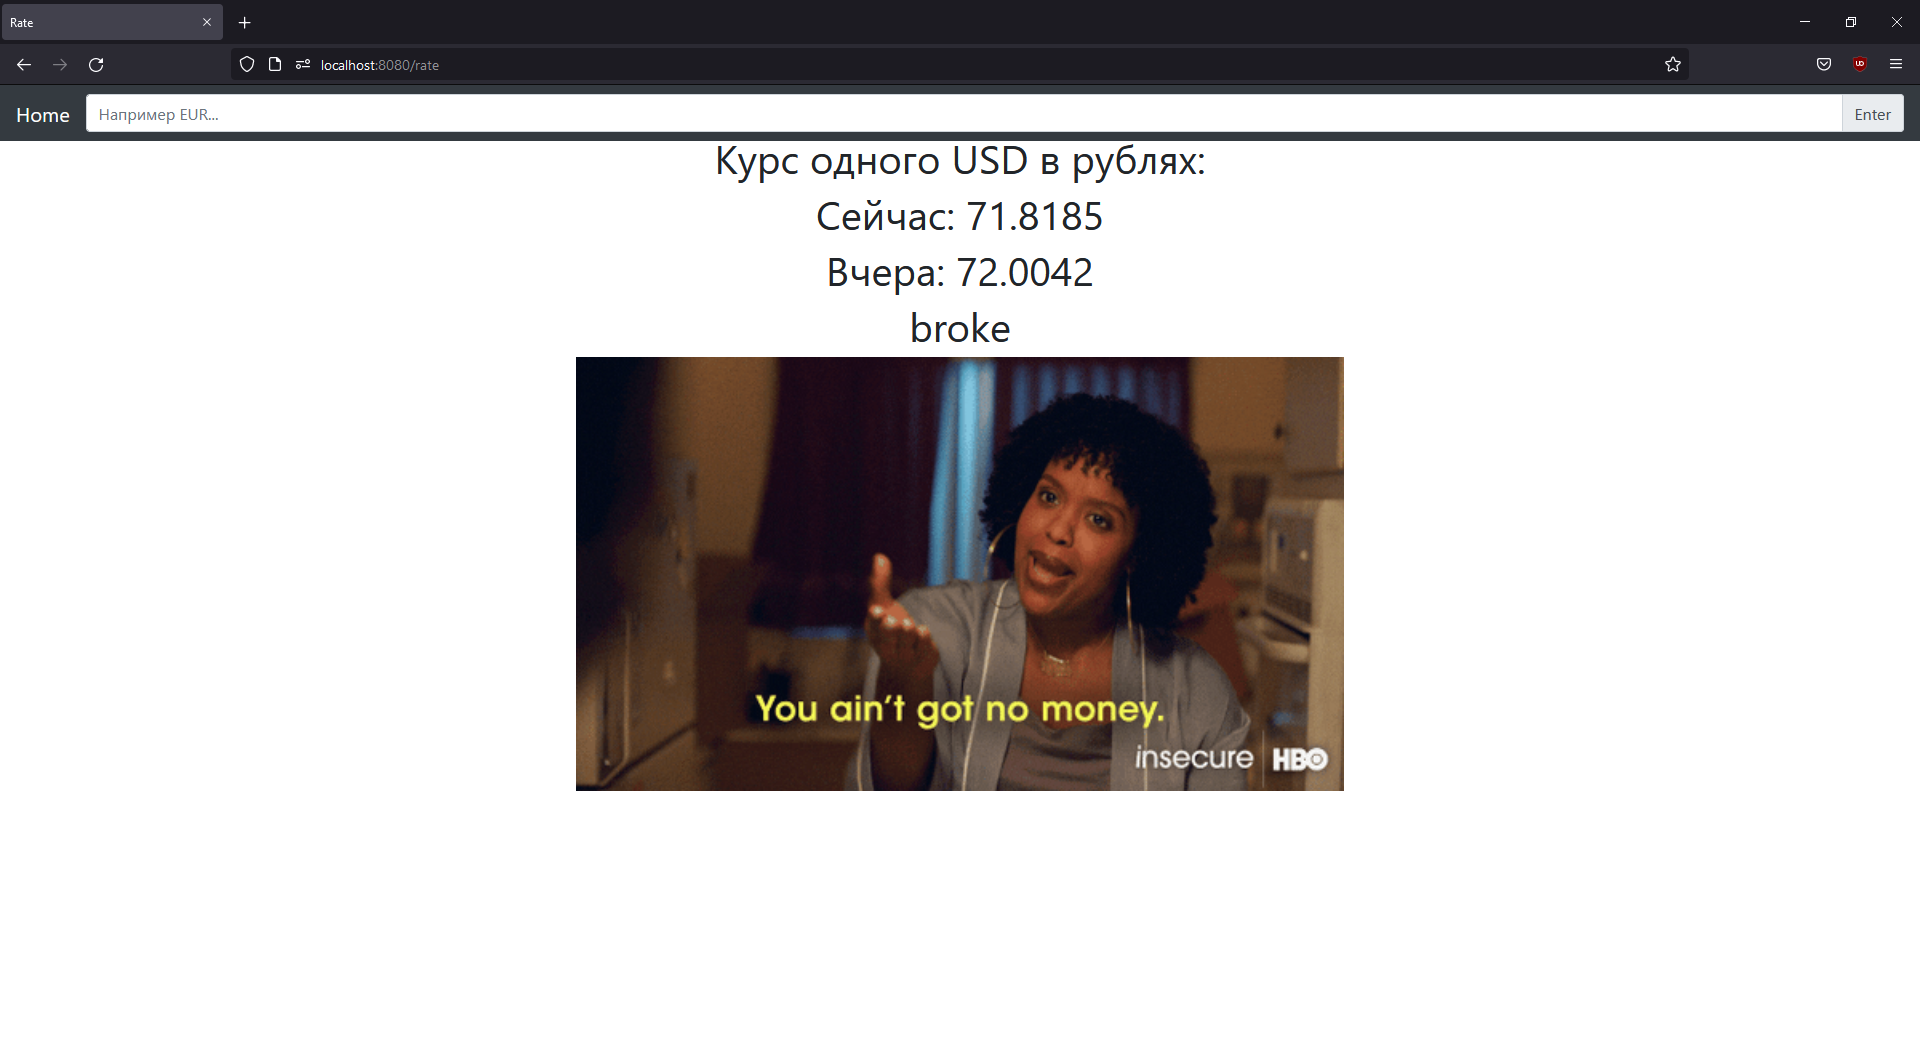 Rate
localhost:8080/rate
Home
Например EUR...
Enter
Курс одного USD в рублях:
Сейчас: 71.8185
Вчера: 72.0042
broke
You ain't got no money.
insecure HBO